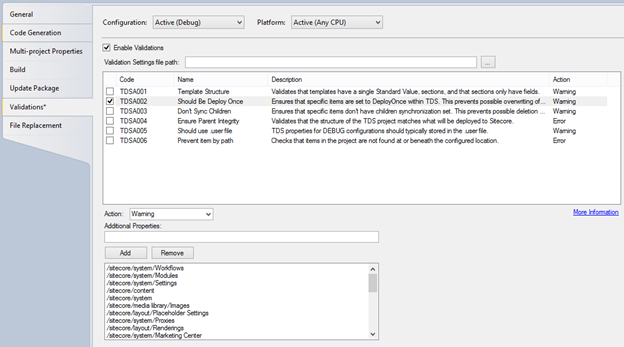 General
Code Generation
Multi-project Properties
Build
Update Package
Validations*
File Replacement
Configuration: Active (Debug) Platform: Active (Any CPU)
Enable Validations
Validation Settings file path: ...
Code Name Description Action
TDSA001 Template Structure Validates that templates have a single Standard Value, sections, and that sections only have fields. Warning
TDSA002 Should Be Deploy Once Ensures that specific items are set to DeployOnce within TDS. This prevents possible overwriting of... Warning
TDSA003 Don't Sync Children Ensures that specific items don't have children synchronization set. This prevents possible deletion ... Warning
TDSA004 Ensure Parent Integrity Validates that the structure of the TDS project matches what will be deployed to Sitecore. Error
TDSA005 Should use .user file TDS properties for DEBUG configurations should typically stored in the .user file. Warning
TDSA006 Prevent item by path Checks that items in the project are not found at or beneath the configured location. Error
Action: Warning More Information
Additional Properties:
Add Remove
/sitecore/system/Workflows
/sitecore/system/Modules
/sitecore/system/Settings
/sitecore/content
/sitecore/system
/sitecore/media library/Images
/sitecore/layout/Placeholder Settings
/sitecore/system/Proxies
/sitecore/layout/Renderings
/sitecore/system/Marketing Center